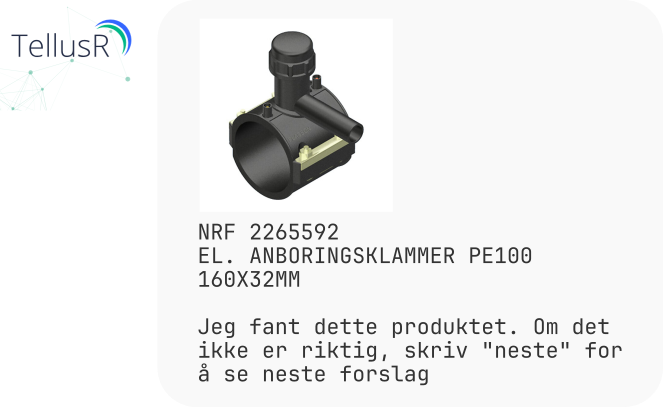 TellusR
NRF 2265592
EL. ANBORINGSKLAMMER PE100
160X32MM
Jeg fant dette produktet. Om det
ikke er riktig, skriv "neste" for
å se neste forslag